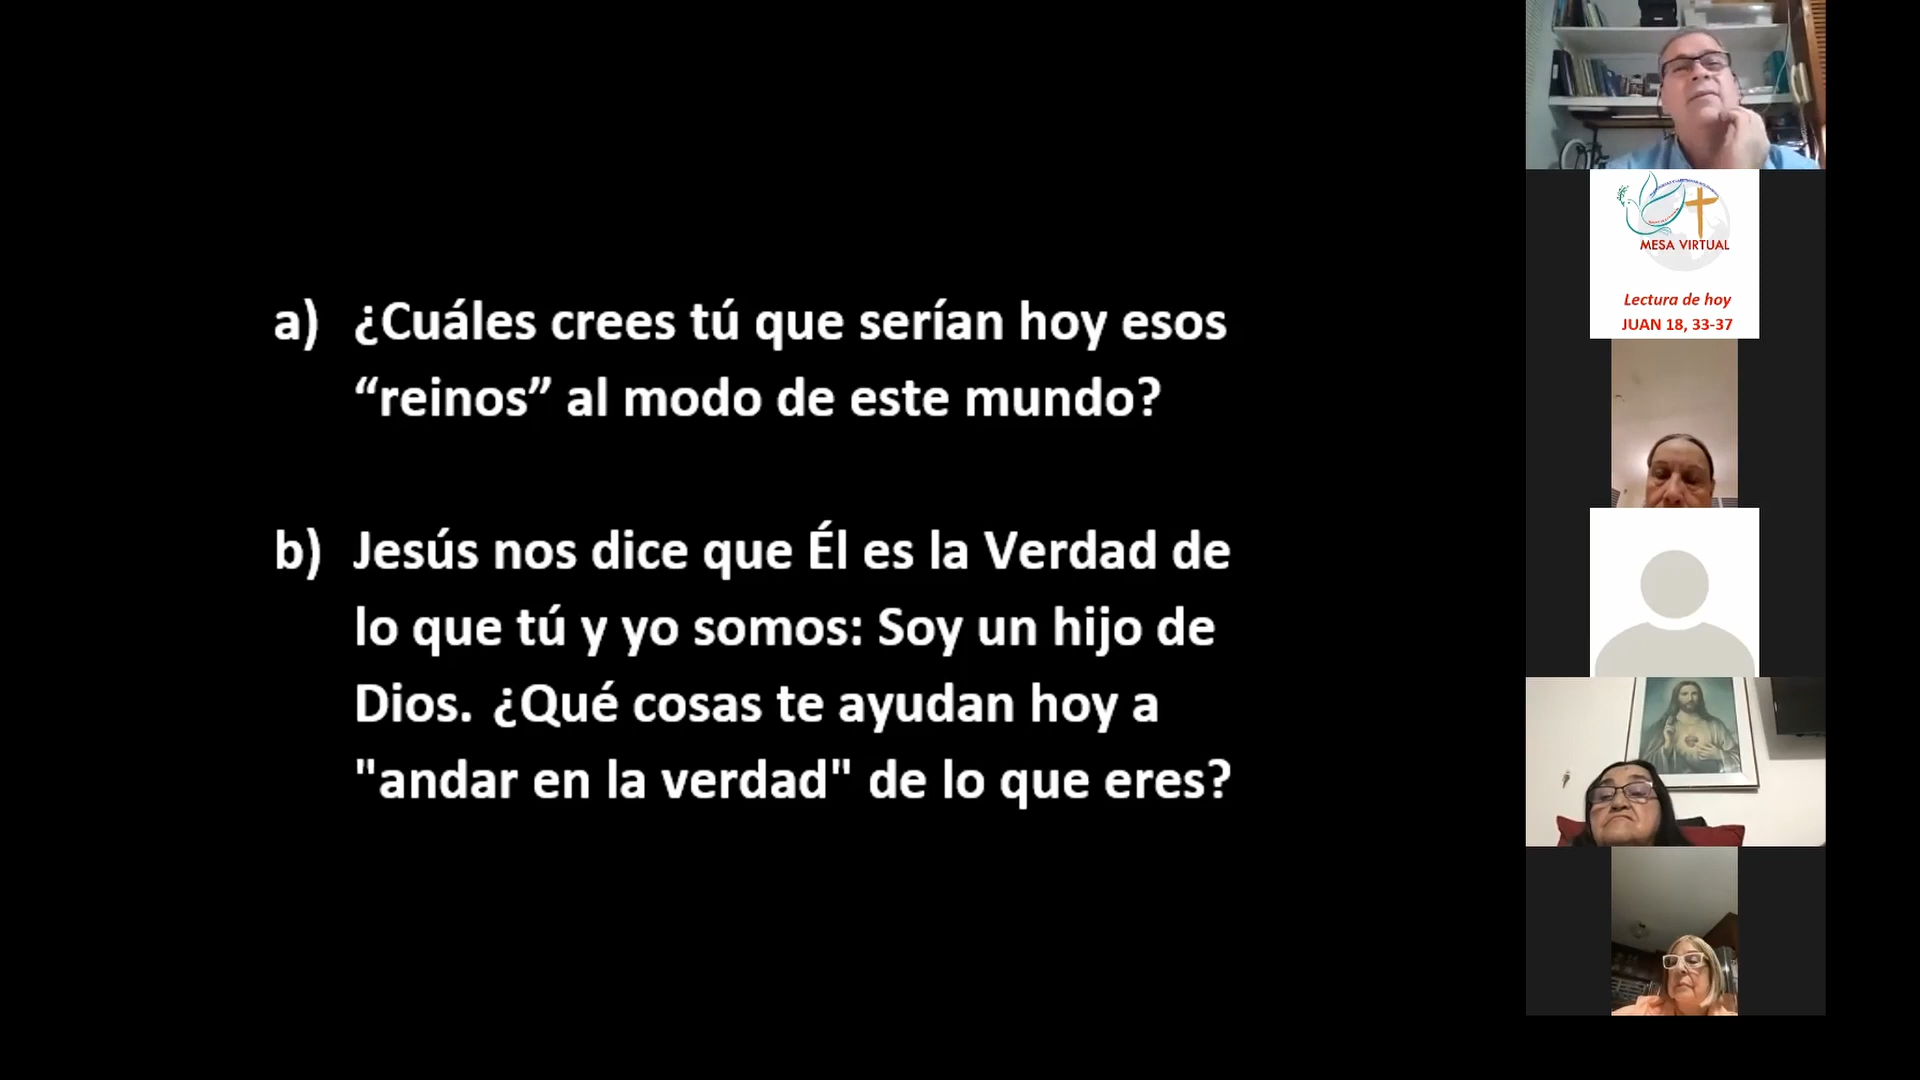 a) ¿Cuáles crees tú que serían hoy esos
“reinos” al modo de este mundo?
b) Jesús nos dice que Él es la Verdad de
lo que tú y yo somos: Soy un hijo de
Dios. ¿Qué cosas te ayudan hoy a
"andar en la verdad" de lo que eres?
MESA VIRTUAL
Lectura de hoy
JUAN 18, 33-37